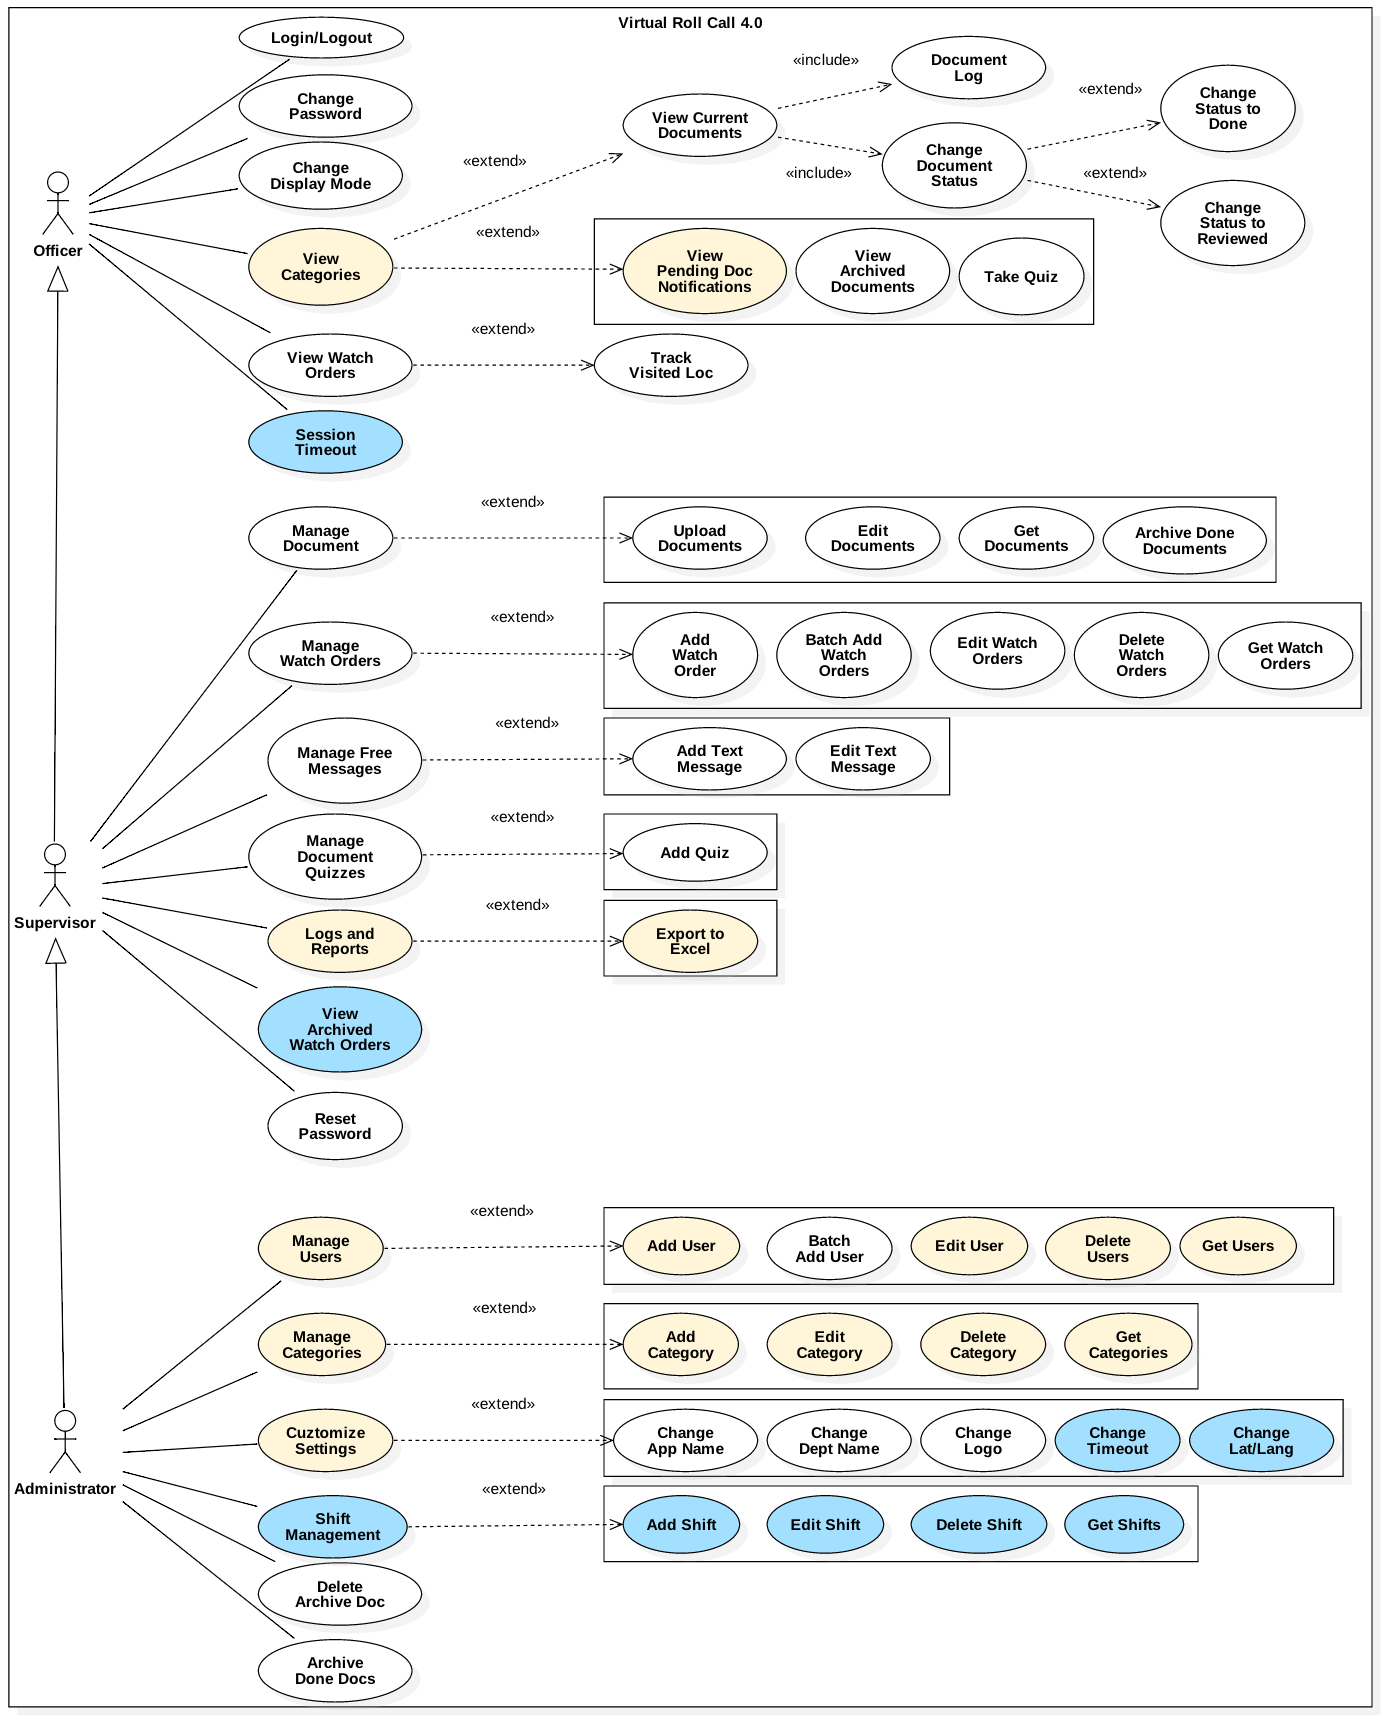 Virtual Roll Call 4.0
Login/Logout
Change
Password
Change
Display Mode
Officer
View
Categories
View Watch
Orders
Session
Timeout
«extend»
«extend»
«extend»
View Current
Documents
«include»
«include»
Document
Log
Change
Document
Status
«extend»
«extend»
Change
Status to
Done
Change
Status to
Reviewed
View
Pending Doc
Notifications
View
Archived
Documents
Take Quiz
Track
Visited Loc
Manage
Document
«extend»
Upload
Documents
Edit
Documents
Get
Documents
Archive Done
Documents
Manage
Watch Orders
«extend»
Add
Watch
Order
Batch Add
Watch
Orders
Edit Watch
Orders
Delete
Watch
Orders
Get Watch
Orders
Manage Free
Messages
«extend»
Add Text
Message
Edit Text
Message
Manage
Document
Quizzes
«extend»
Add Quiz
Supervisor
Logs and
Reports
«extend»
Export to
Excel
View
Archived
Watch Orders
Reset
Password
Manage
Users
«extend»
Add User
Batch
Add User
Edit User
Delete
Users
Get Users
Manage
Categories
«extend»
Add
Category
Edit
Category
Delete
Category
Get
Categories
Cuztomize
Settings
«extend»
Change
App Name
Change
Dept Name
Change
Logo
Change
Timeout
Change
Lat/Lang
Administrator
Shift
Management
«extend»
Add Shift
Edit Shift
Delete Shift
Get Shifts
Delete
Archive Doc
Archive
Done Docs